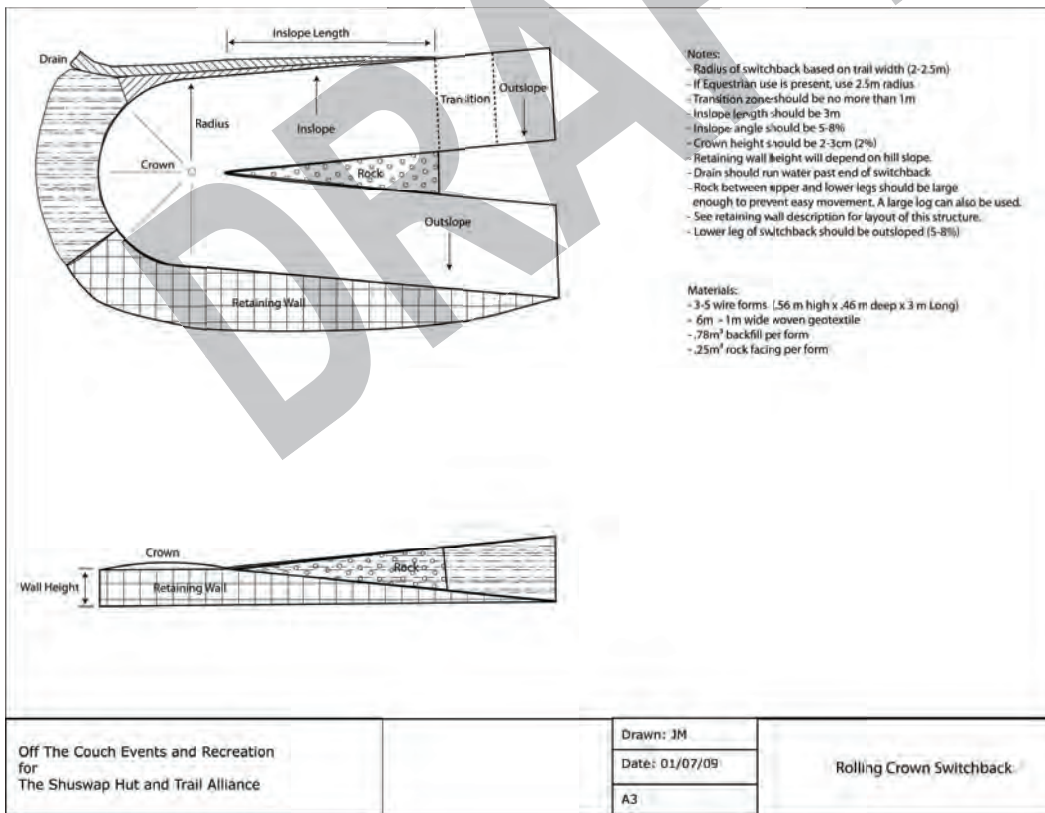 Inslope Length
Drain
Transition
Outslope
Radius
Inslope
Crown
Rock
Outslope
Retaining Wall
Notes:
- Radius of switchback based on trail width (2-2.5m)
- If Equestrian use is present, use 2.5m radius
- Transition zone should be no more than 1m
- Inslope length should be 3m
- Inslope angle should be 5-8%
- Crown height should be 2-3cm (2%)
- Retaining wall height will depend on hill slope.
- Drain should run water past end of switchback
- Rock between upper and lower legs should be large
enough to prevent easy movement. A large log can also be used.
- See retaining wall description for layout of this structure.
- Lower leg of switchback should be outsloped (5-8%)
Materials:
- 3-5 wire forms (.56 m high x .46 m deep x 3 m Long)
- 6m - 1m wide woven geotextile
- .78m³ backfill per form
- .25m³ rock facing per form
Crown
Wall Height
Retaining Wall
Rock
Off The Couch Events and Recreation
for
The Shuswap Hut and Trail Alliance
Drawn: JM
Date: 01/07/09
A3
Rolling Crown Switchback
DRAF